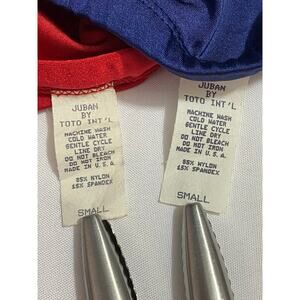 JUBAN
BY
TOTO INT'L
MACHINE WASH
COLD WATER
GENTLE CYCLE
LINE DRY
DO NOT BLEACH
DO NOT IRON
MADE IN U.S.A.
85% NYLON
15% SPANDEX
SMALL
JUBAN
BY
TOTO INT'L
MACHINE WASH
COLD WATER
GENTLE CYCLE
LINE DRY
DO NOT BLEACH
DO NOT IRON
MADE IN U.S.A.
85% NYLON
15% SPANDEX
SMALL